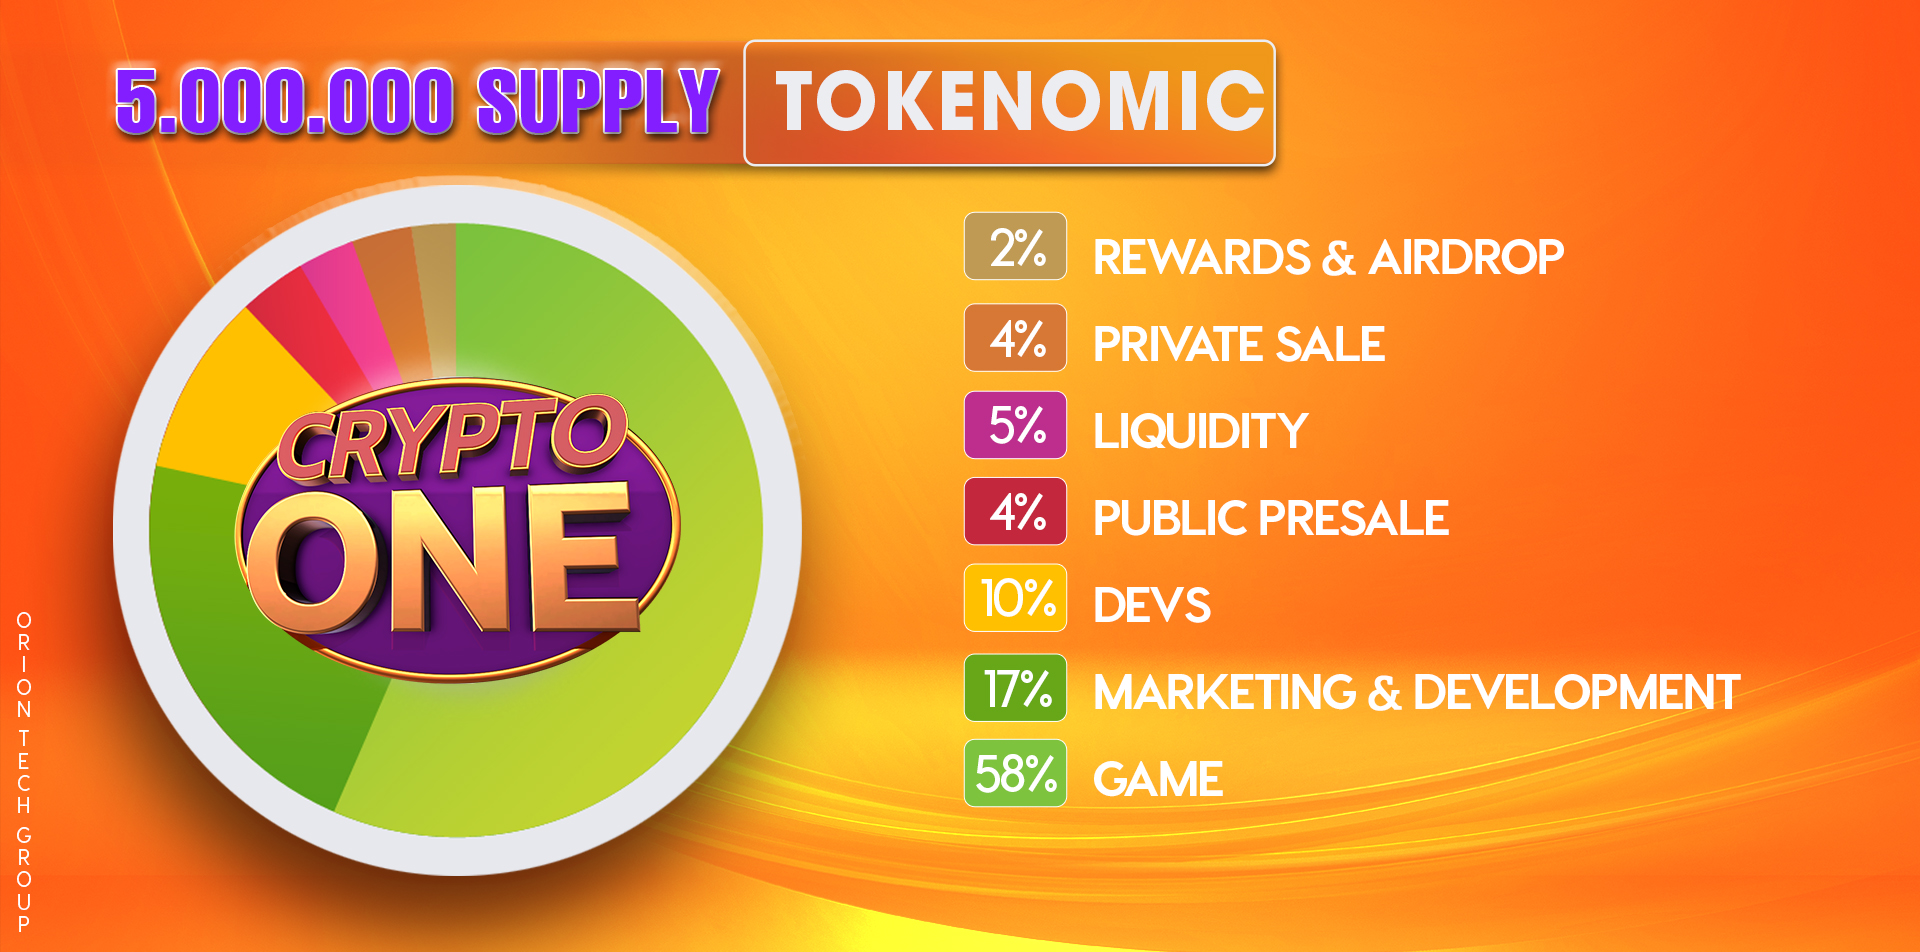 5.000.000 SUPPLY TOKENOMIC
CRYPTO
ONE
2% REWARDS & AIRDROP
4% PRIVATE SALE
5% LIQUIDITY
4% PUBLIC PRESALE
10% DEVS
17% MARKETING & DEVELOPMENT
58% GAME
ORION TECH GROUP